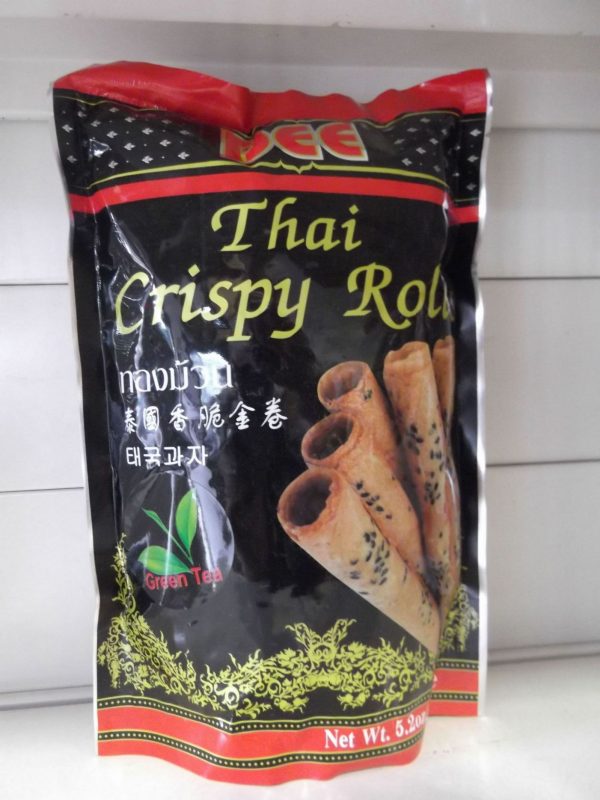 DEE
Thai
Crispy Roll
ทองม้วน
泰國香脆金卷
태국과자
Green Tea
Net Wt. 5.2oz